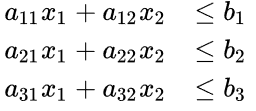 a₁₁x₁ + a₁₂x₂ ≤ b₁
a₂₁x₁ + a₂₂x₂ ≤ b₂
a₃₁x₁ + a₃₂x₂ ≤ b₃